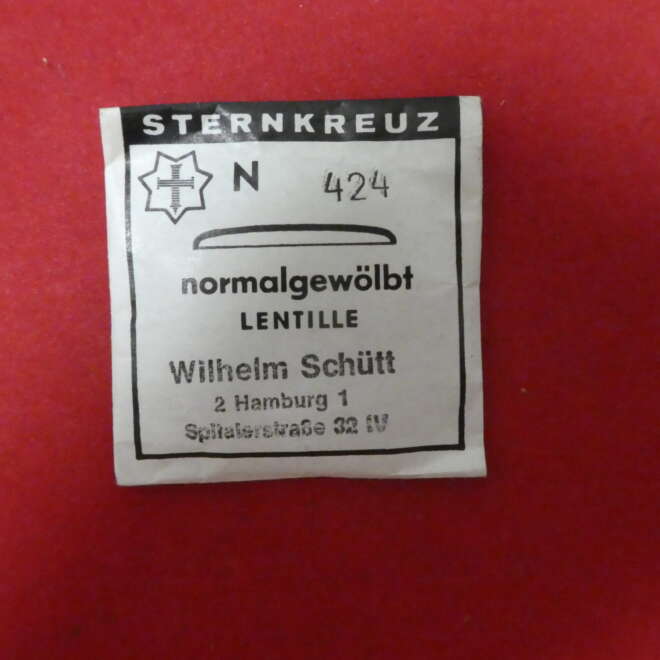 STERNKREUZ
N 424
normalgewölbt
LENTILLE
Wilhelm Schütt
2 Hamburg 1
Spitalerstraße 32 IV